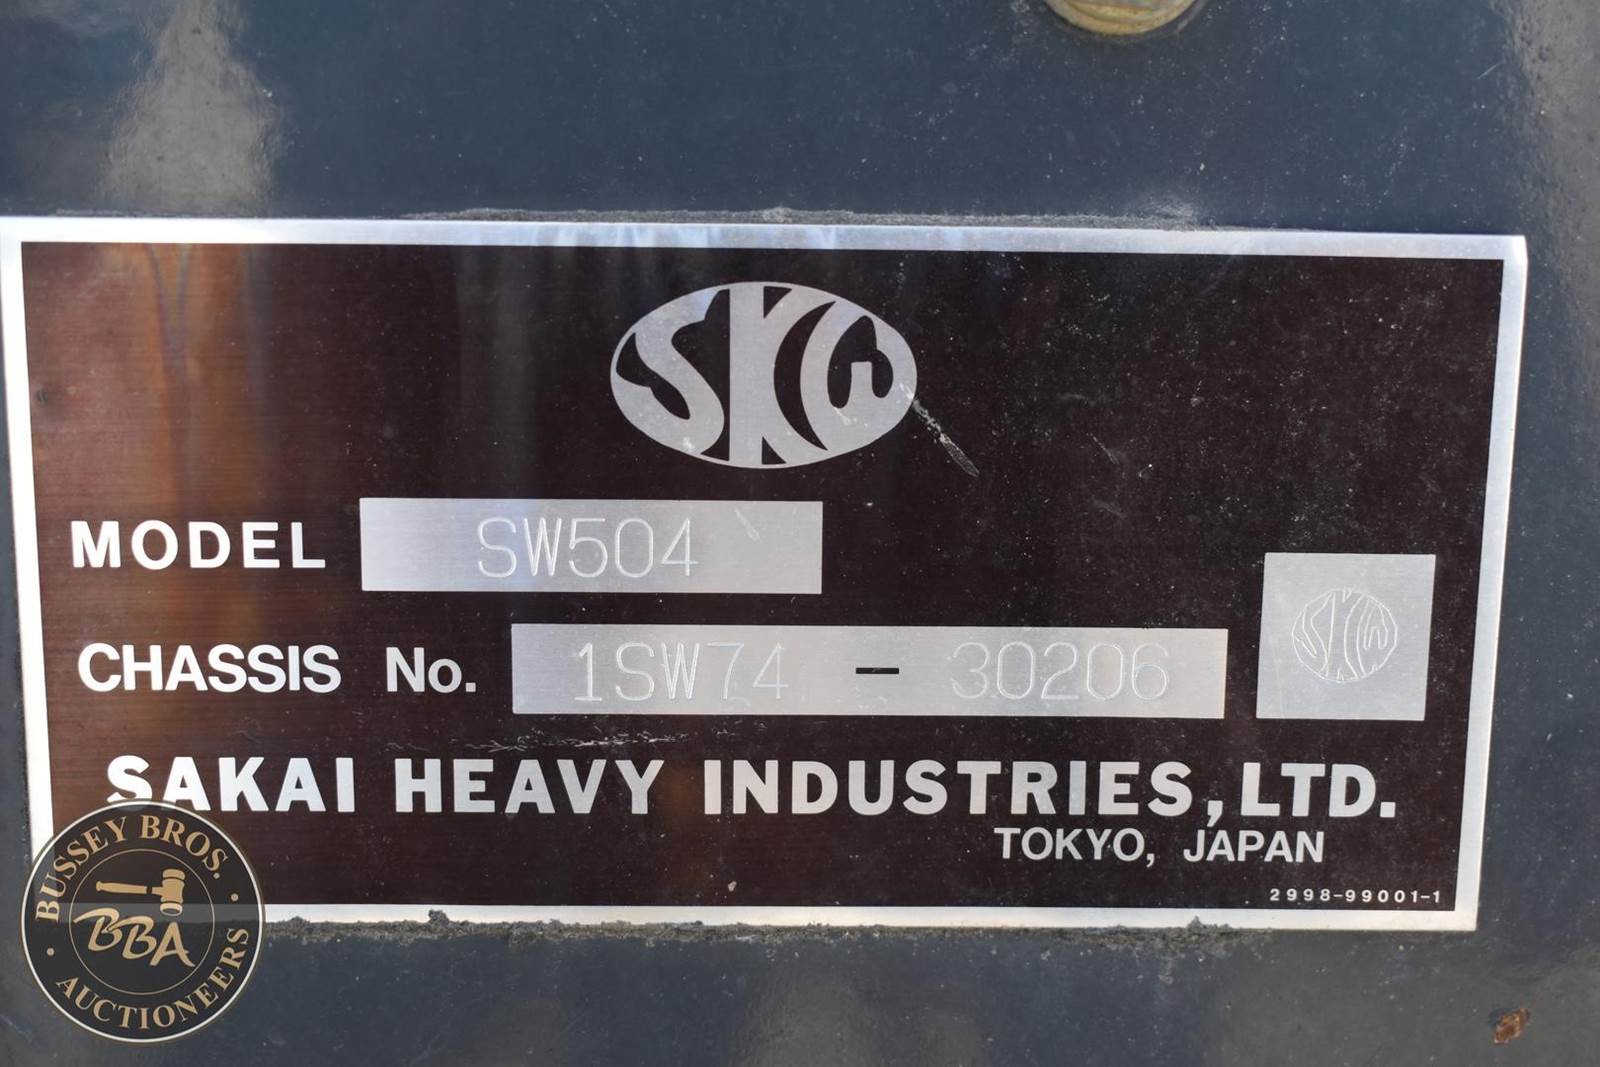 SKW
MODEL SW504
CHASSIS No. 1SW74 - 30206
SKW
SAKAI HEAVY INDUSTRIES, LTD.
TOKYO, JAPAN
2998-99001-1
BUSSEY BROS.
BBA
AUCTIONEERS